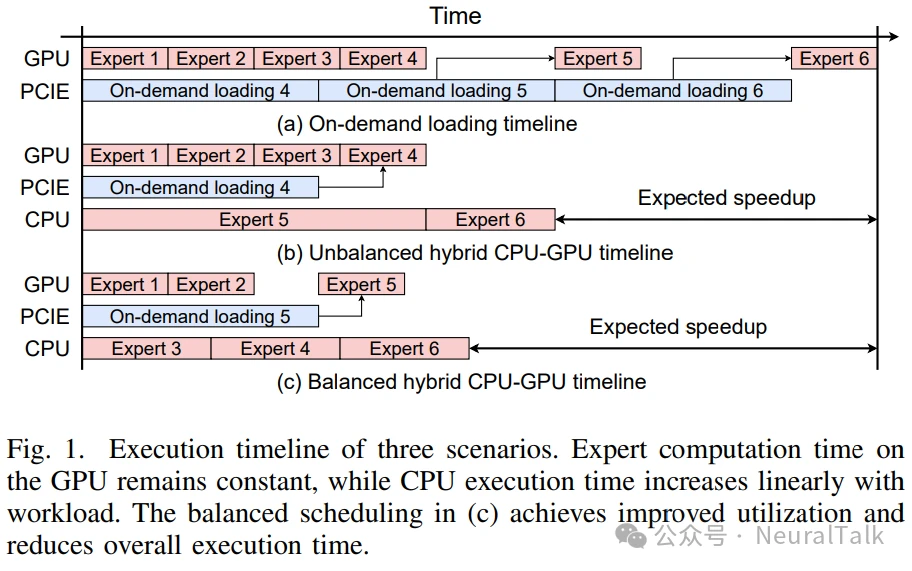 Time
GPU Expert 1 Expert 2 Expert 3 Expert 4 Expert 5 Expert 6
PCIE On-demand loading 4 On-demand loading 5 On-demand loading 6
(a) On-demand loading timeline
GPU Expert 1 Expert 2 Expert 3 Expert 4
PCIE On-demand loading 4 Expected speedup
CPU Expert 5 Expert 6
(b) Unbalanced hybrid CPU-GPU timeline
GPU Expert 1 Expert 2 Expert 5
PCIE On-demand loading 5 Expected speedup
CPU Expert 3 Expert 4 Expert 6
(c) Balanced hybrid CPU-GPU timeline
Fig. 1. Execution timeline of three scenarios. Expert computation time on
the GPU remains constant, while CPU execution time increases linearly with
workload. The balanced scheduling in (c) achieves improved utilization and
reduces overall execution time.
公众号 · NeuralTalk